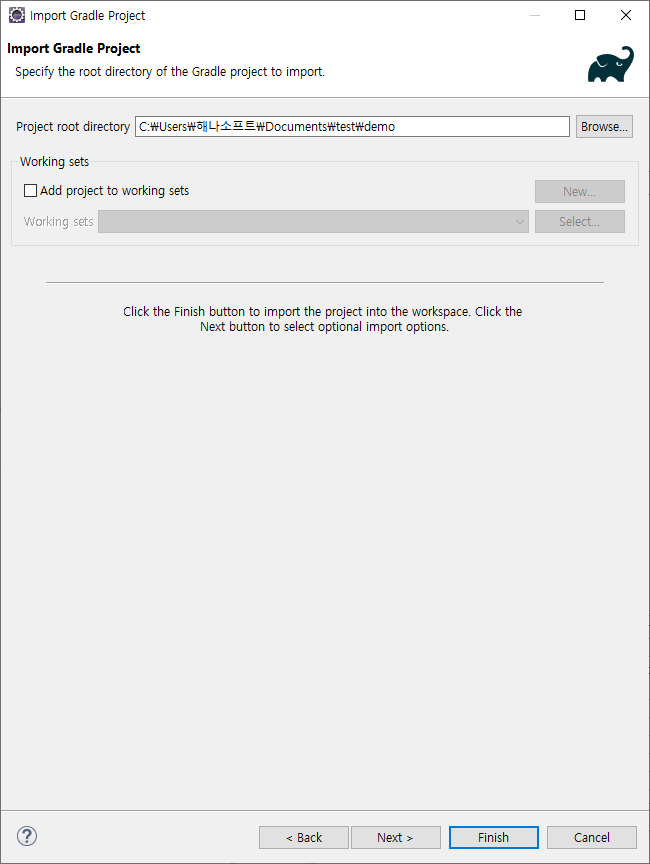 Import Gradle Project
Import Gradle Project
Specify the root directory of the Gradle project to import.
Project root directory C:₩Users₩해나소프트₩Documents₩test₩demo Browse...
Working sets
Add project to working sets New...
Working sets Select...
Click the Finish button to import the project into the workspace. Click the
Next button to select optional import options.
? < Back Next > Finish Cancel